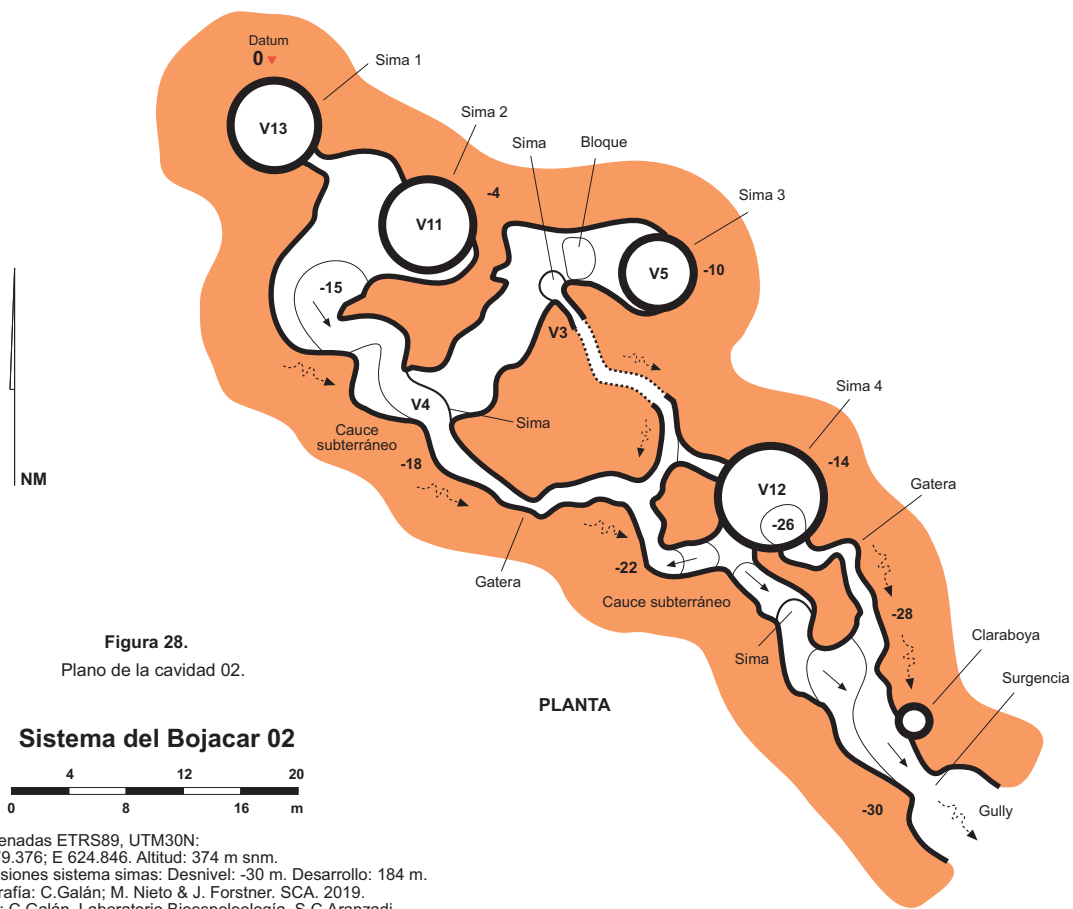 Datum
0
Sima 1
V13
Sima 2
Sima
Bloque
-4
V11
Sima 3
V5
-10
-15
V3
V4
Sima
Sima 4
Cauce
subterráneo
-18
-14
Gatera
V12
-26
NM
-22
Gatera
Cauce subterráneo
-28
Claraboya
Sima
Surgencia
Figura 28.
Plano de la cavidad 02.
PLANTA
Sistema del Bojacar 02
4 12 20
0 8 16 m
-30
Gully
enadas ETRS89, UTM30N:
9.376; E 624.846. Altitud: 374 m snm.
siones sistema simas: Desnivel: -30 m. Desarrollo: 184 m.
rafía: C.Galán; M. Nieto & J. Forstner. SCA. 2019.